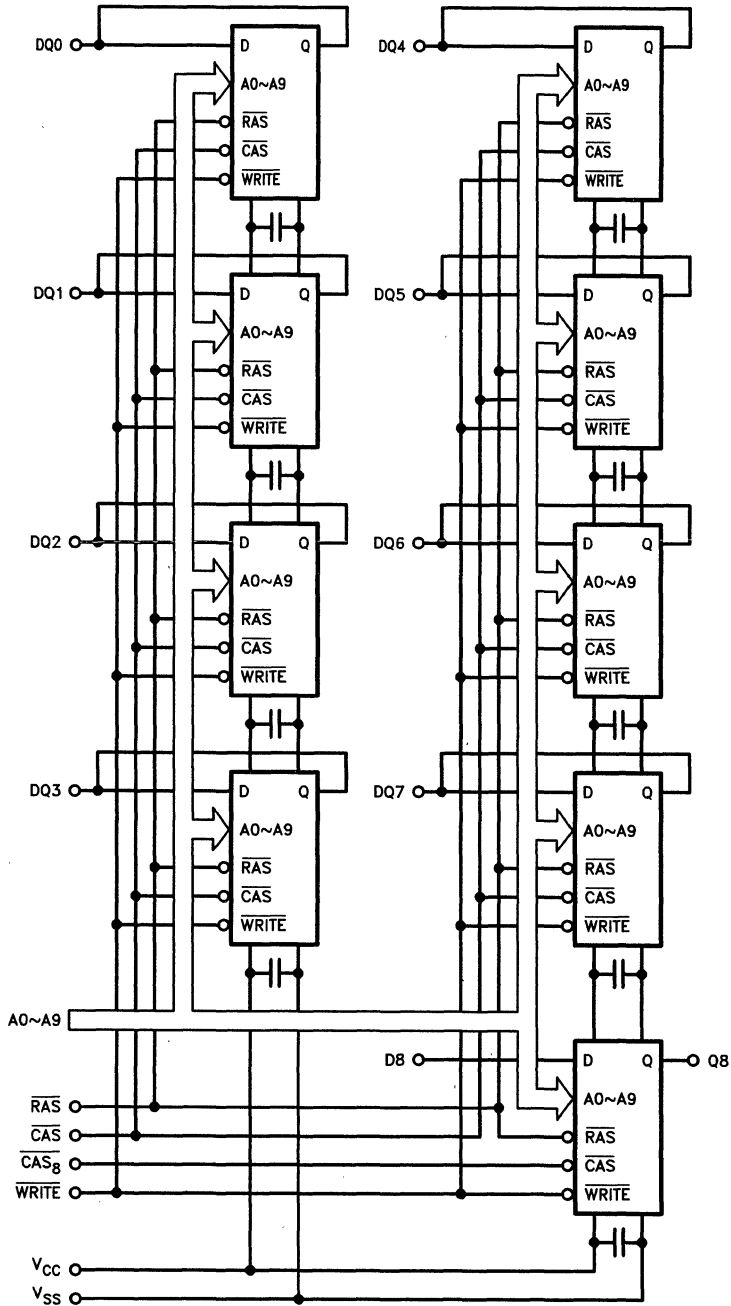 DQ0
D Q
A0~A9
RAS
CAS
WRITE
DQ1
D Q
A0~A9
RAS
CAS
WRITE
DQ2
D Q
A0~A9
RAS
CAS
WRITE
DQ3
D Q
A0~A9
RAS
CAS
WRITE
DQ4
D Q
A0~A9
RAS
CAS
WRITE
DQ5
D Q
A0~A9
RAS
CAS
WRITE
DQ6
D Q
A0~A9
RAS
CAS
WRITE
DQ7
D Q
A0~A9
RAS
CAS
WRITE
A0~A9
D8
D Q
Q8
A0~A9
RAS
CAS
WRITE
RAS
CAS
CAS8
WRITE
VCC
VSS